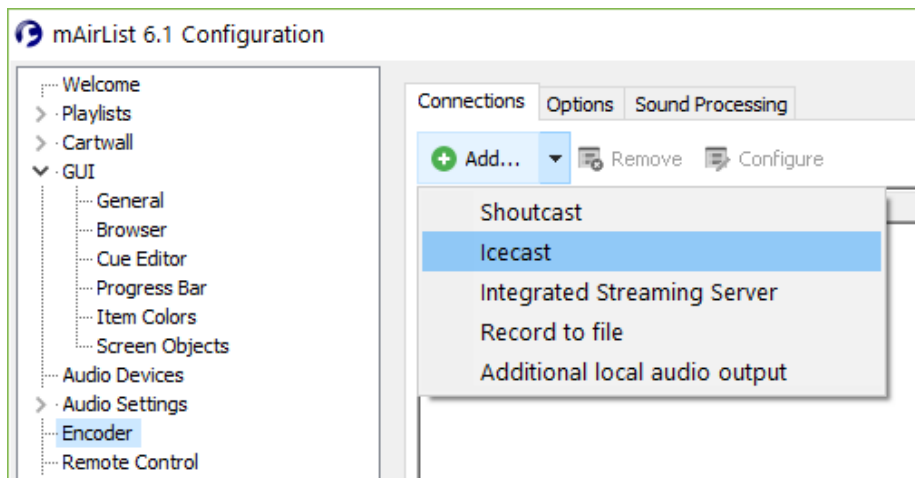 mAirList 6.1 Configuration
Welcome
Playlists
Cartwall
GUI
General
Browser
Cue Editor
Progress Bar
Item Colors
Screen Objects
Audio Devices
Audio Settings
Encoder
Remote Control
Connections Options Sound Processing
Add... Remove Configure
Shoutcast
Icecast
Integrated Streaming Server
Record to file
Additional local audio output